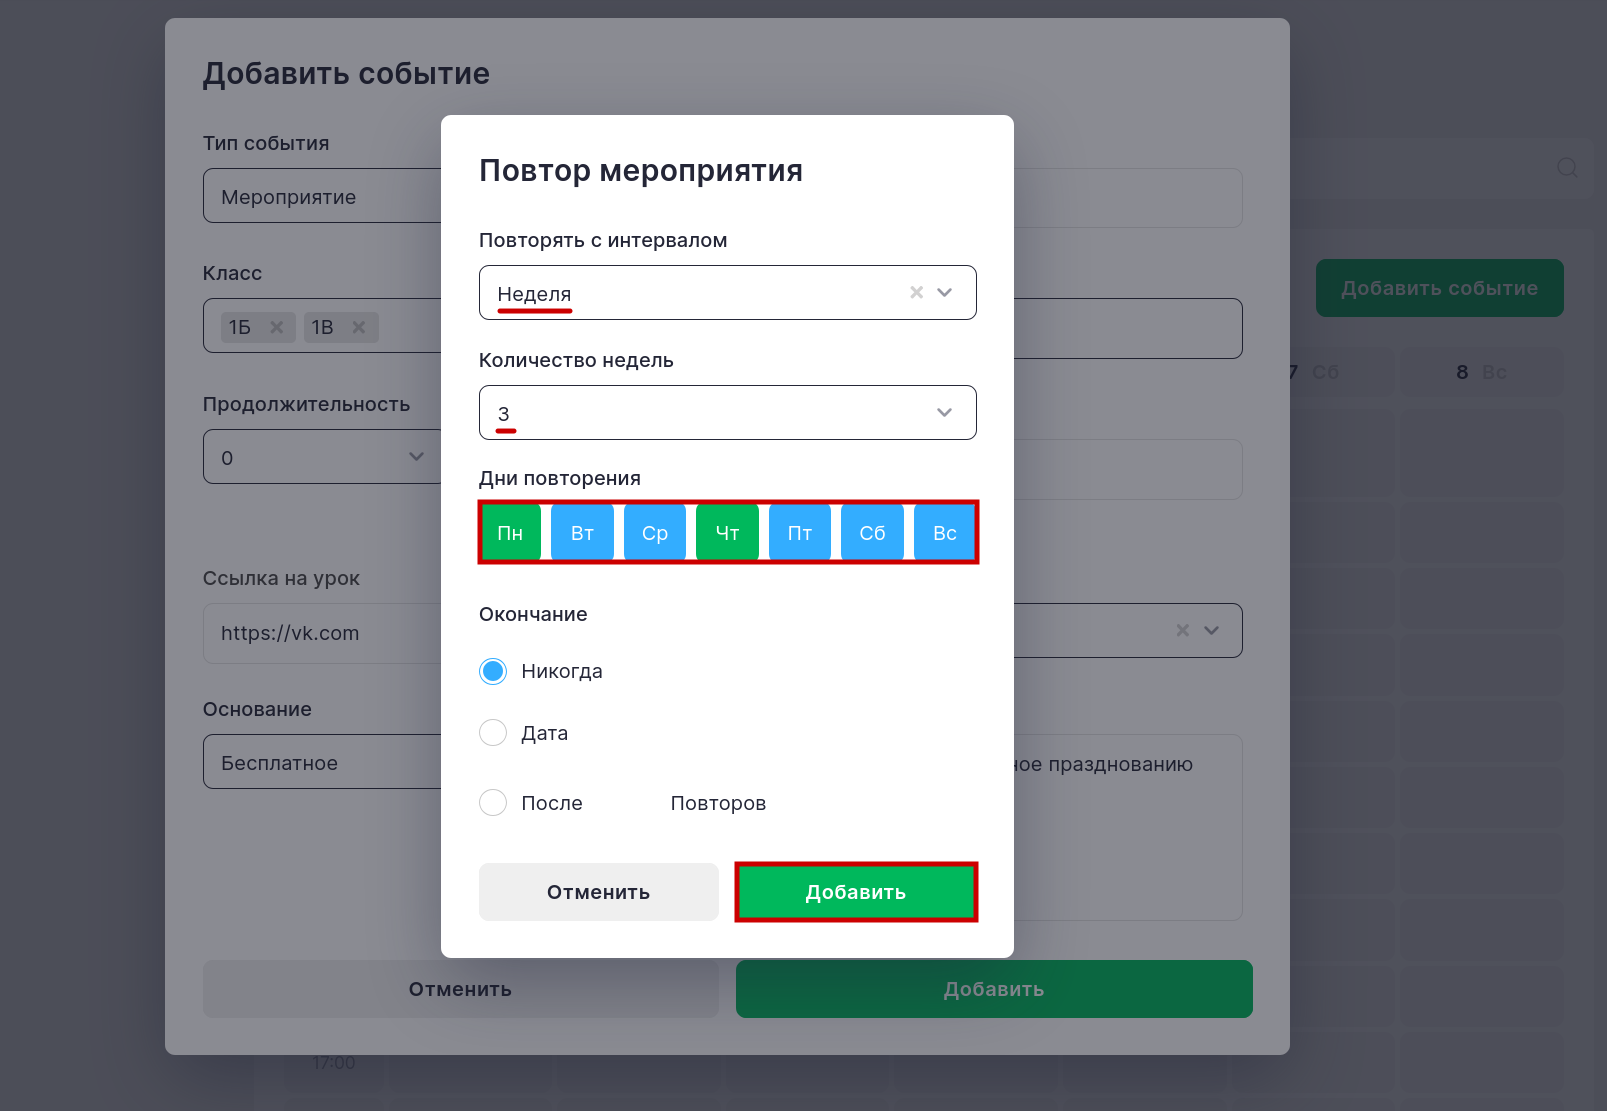 Добавить событие
Тип события
Мероприятие
Класс
1Б
1В
Продолжительность
0
Ссылка на урок
https://vk.com
Основание
Бесплатное
Отменить
Добавить
Повтор мероприятия
Повторять с интервалом
Неделя
Количество недель
3
Дни повторения
Пн Вт Ср Чт Пт Сб Вс
Окончание
Никогда
Дата
После Повторов
Отменить
Добавить
празднованию
Добавить событие
7 Сб
8 Вс
17:00